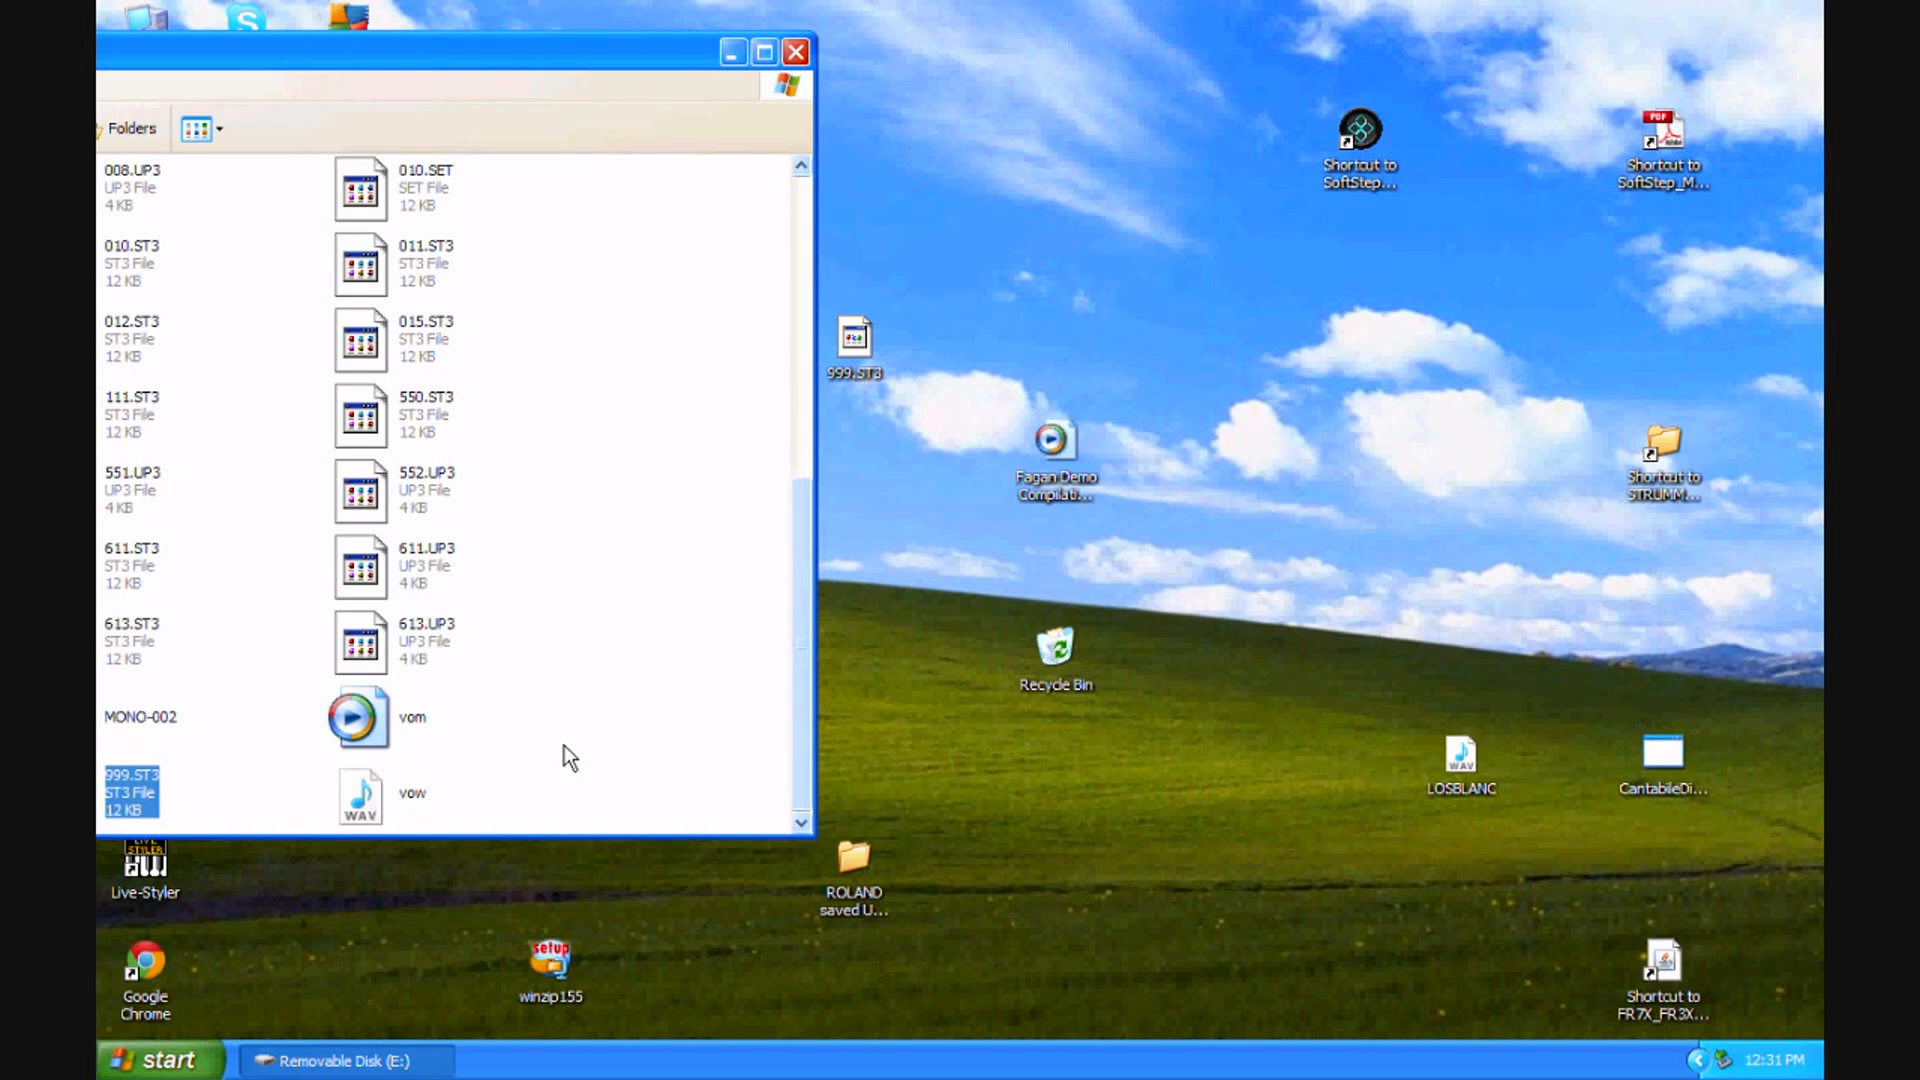 Folders
008.UP3
UP3 File
4 KB
010.SET
SET File
12 KB
010.ST3
ST3 File
12 KB
011.ST3
ST3 File
12 KB
012.ST3
ST3 File
12 KB
015.ST3
ST3 File
12 KB
111.ST3
ST3 File
12 KB
550.ST3
ST3 File
12 KB
551.UP3
UP3 File
4 KB
552.UP3
UP3 File
4 KB
611.ST3
ST3 File
12 KB
611.UP3
UP3 File
4 KB
613.ST3
ST3 File
12 KB
613.UP3
UP3 File
4 KB
MONO-002
vom
999.ST3
ST3 File
12 KB
WAV
vow
999.ST3
Shortcut to
SoftStep...
PDF
Adobe
Shortcut to
SoftStep_M...
Fagan Demo
Compilati...
Shortcut to
STRUMM...
Recycle Bin
WAV
LOSBLANC
CantabileDi...
STYLER
Live-Styler
ROLAND
saved U...
Google
Chrome
setup
winzip155
Shortcut to
FR7X_FR3X...
start
Removable Disk (E:)
12:31 PM